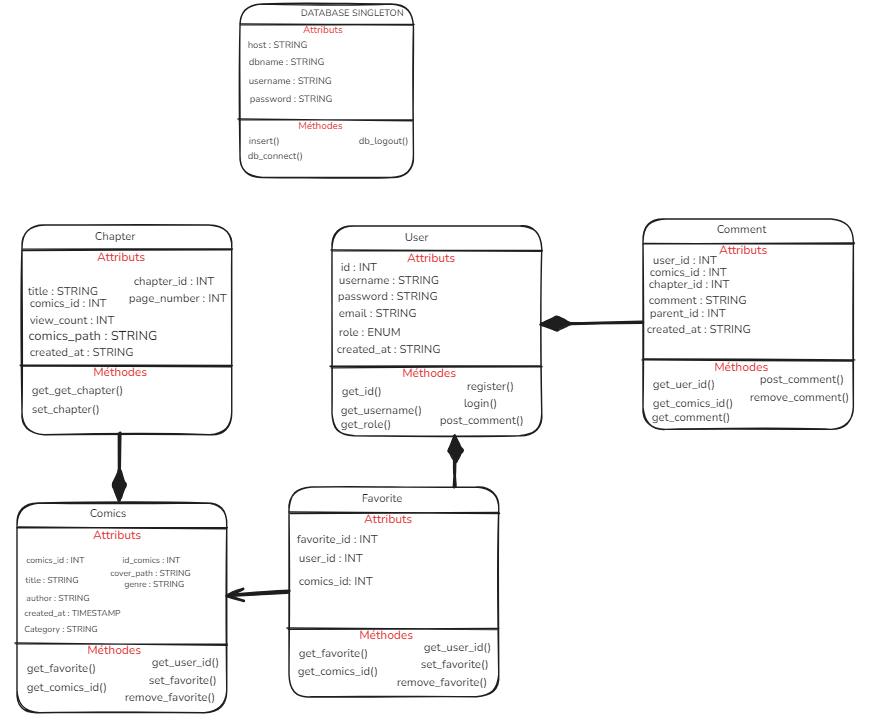 DATABASE SINGLETON
Attributs
host : STRING
dbname : STRING
username : STRING
password : STRING
Méthodes
insert()
db_logout()
db_connect()
Chapter
Attributs
chapter_id : INT
title : STRING
page_number : INT
comics_id : INT
view_count : INT
comics_path : STRING
created_at : STRING
Méthodes
get_get_chapter()
set_chapter()
User
Attributs
id : INT
username : STRING
password : STRING
email : STRING
role : ENUM
created_at : STRING
Méthodes
register()
get_id()
login()
get_username()
post_comment()
get_role()
Comment
Attributs
user_id : INT
comics_id : INT
chapter_id : INT
comment : STRING
parent_id : INT
created_at : STRING
Méthodes
post_comment()
get_uer_id()
remove_comment()
get_comics_id()
get_comment()
Comics
Attributs
comics_id : INT
id_comics : INT
cover_path : STRING
title : STRING
genre : STRING
author : STRING
created_at : TIMESTAMP
Category : STRING
Méthodes
get_user_id()
get_favorite()
set_favorite()
get_comics_id()
remove_favorite()
Favorite
Attributs
favorite_id : INT
user_id : INT
comics_id: INT
Méthodes
get_user_id()
get_favorite()
set_favorite()
get_comics_id()
remove_favorite()